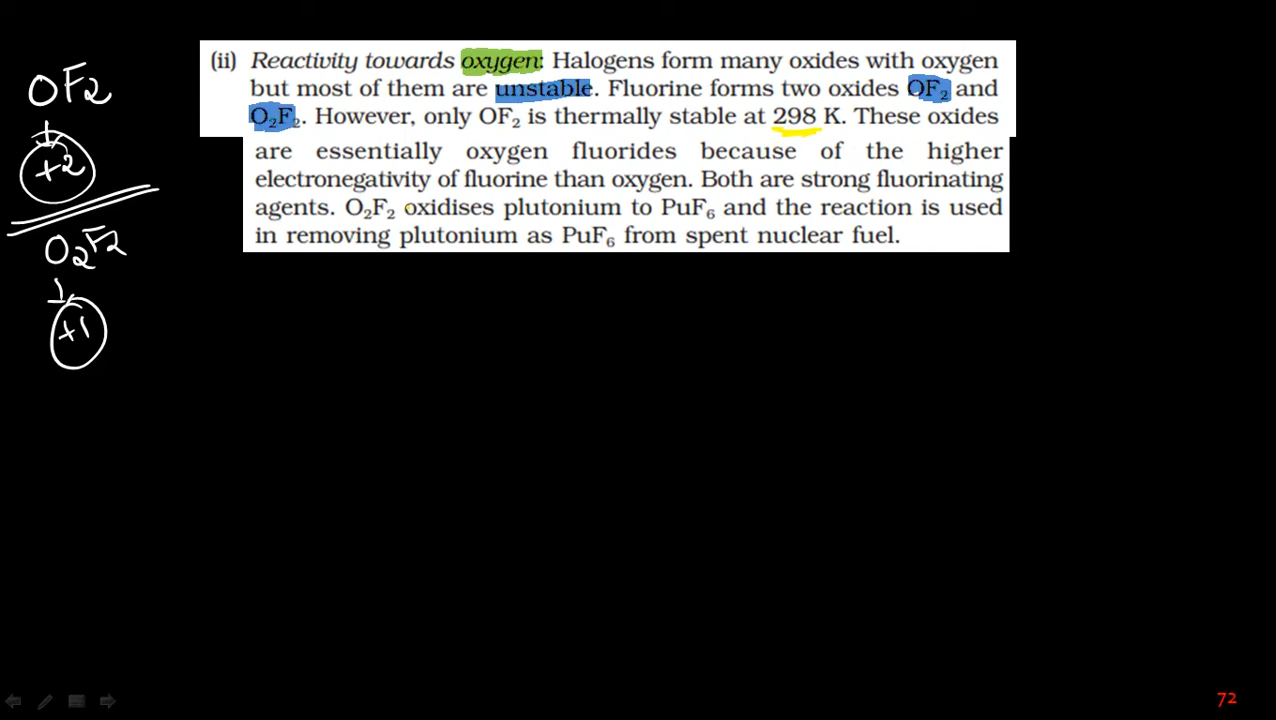 (ii) Reactivity towards oxygen: Halogens form many oxides with oxygen
but most of them are unstable. Fluorine forms two oxides OF₂ and
O₂F₂. However, only OF₂ is thermally stable at 298 K. These oxides
are essentially oxygen fluorides because of the higher
electronegativity of fluorine than oxygen. Both are strong fluorinating
agents. O₂F₂ oxidises plutonium to PuF₆ and the reaction is used
in removing plutonium as PuF₆ from spent nuclear fuel.
OF2
+2
O2F2
+1
72